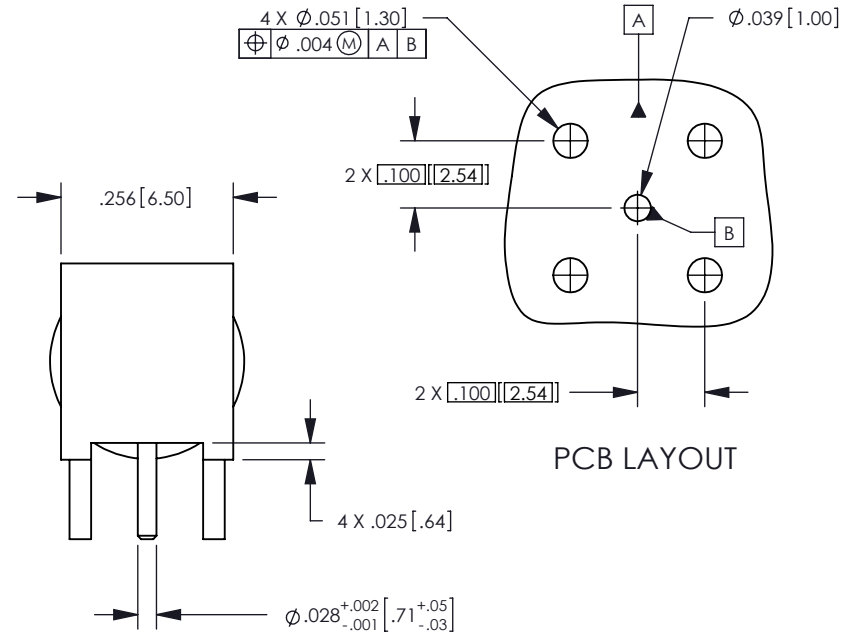 4 X Ø.051[1.30]
⌖ Ø .004 Ⓜ A B
A
Ø.039[1.00]
2 X .100[2.54]
.256[6.50]
B
2 X .100[2.54]
PCB LAYOUT
4 X .025[.64]
Ø.028 +.002 -.001 [.71 +.05 -.03]